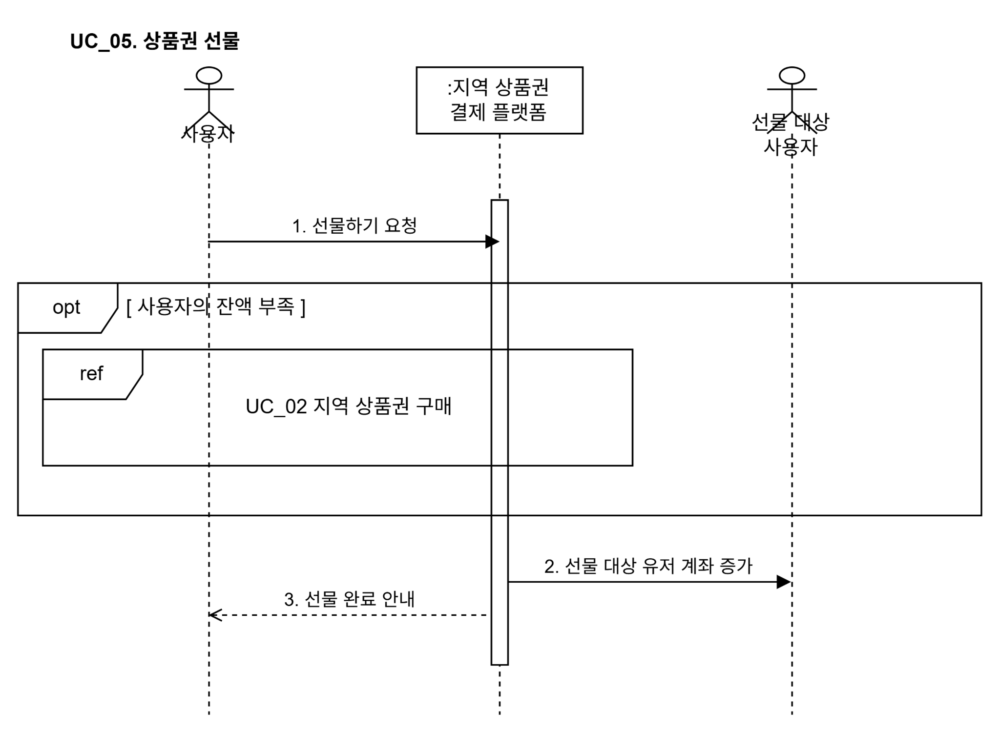 UC_05. 상품권 선물
사용자
:지역 상품권
결제 플랫폼
선물 대상
사용자
1. 선물하기 요청
opt
[ 사용자의 잔액 부족 ]
ref
UC_02 지역 상품권 구매
2. 선물 대상 유저 계좌 증가
3. 선물 완료 안내